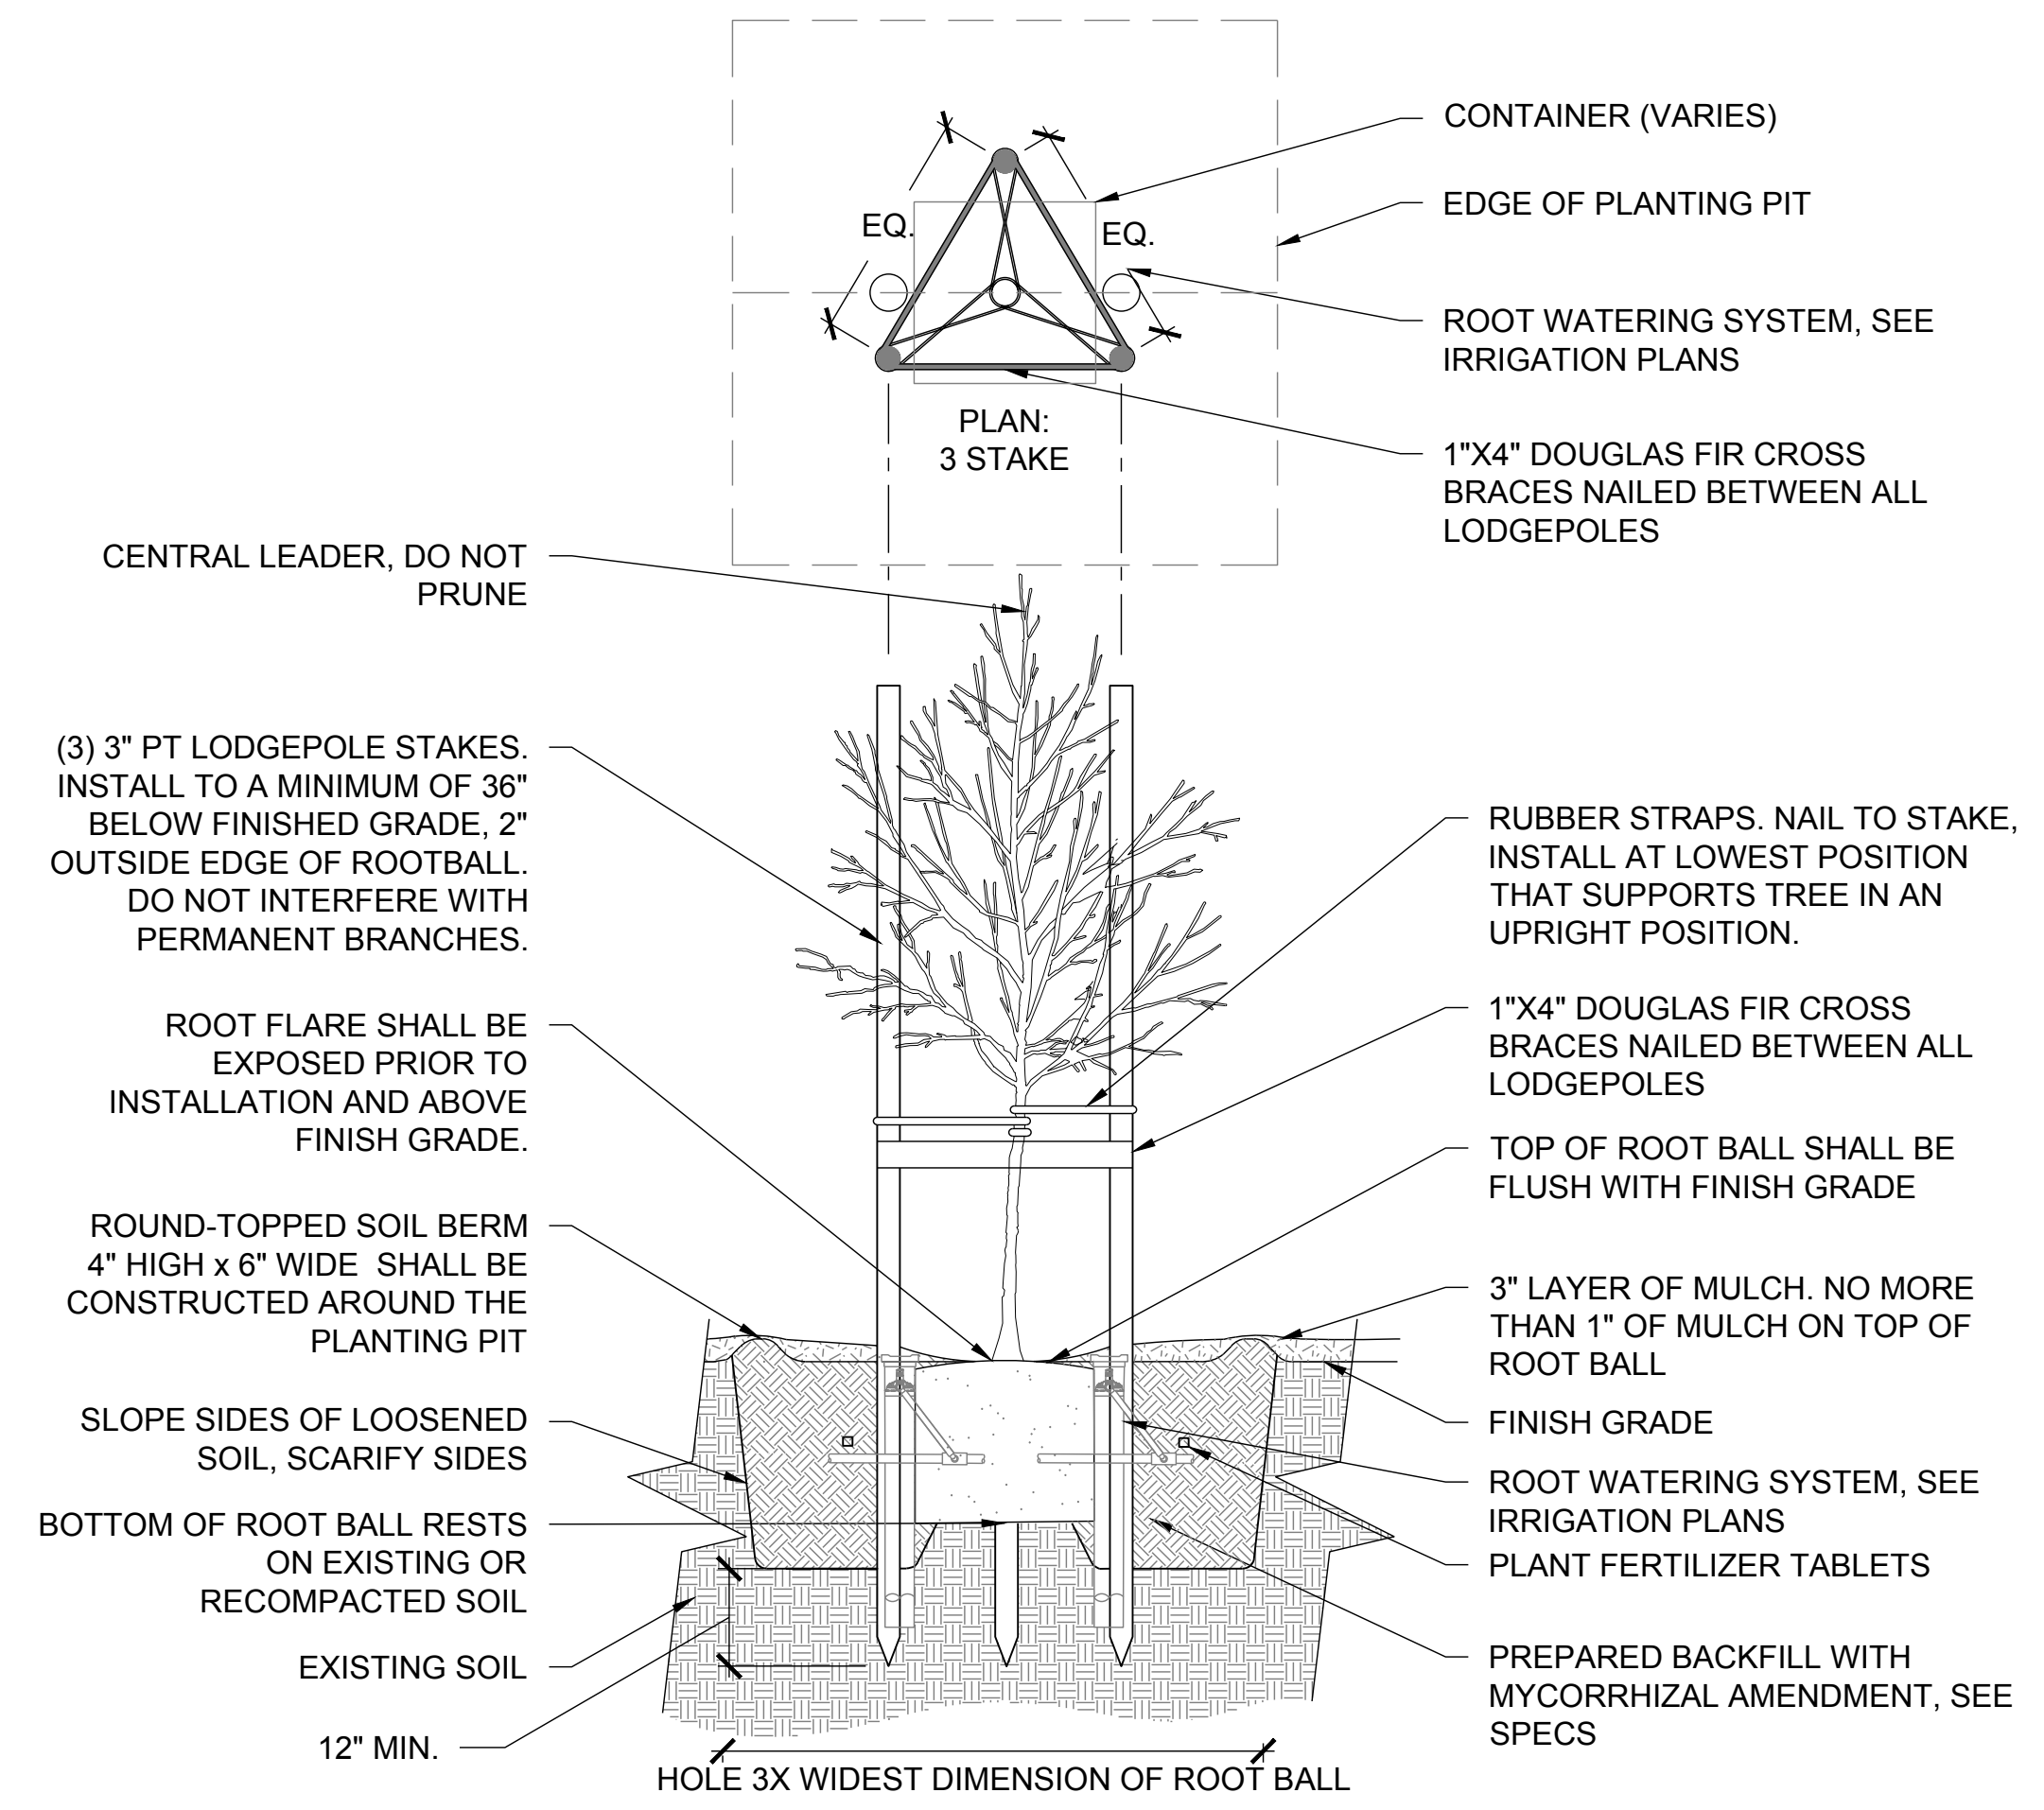 CONTAINER (VARIES)
EDGE OF PLANTING PIT
EQ.
EQ.
ROOT WATERING SYSTEM, SEE
IRRIGATION PLANS
PLAN:
3 STAKE
1"X4" DOUGLAS FIR CROSS
BRACES NAILED BETWEEN ALL
LODGEPOLES
CENTRAL LEADER, DO NOT
PRUNE
(3) 3" PT LODGEPOLE STAKES.
INSTALL TO A MINIMUM OF 36"
BELOW FINISHED GRADE, 2"
OUTSIDE EDGE OF ROOTBALL.
DO NOT INTERFERE WITH
PERMANENT BRANCHES.
RUBBER STRAPS. NAIL TO STAKE,
INSTALL AT LOWEST POSITION
THAT SUPPORTS TREE IN AN
UPRIGHT POSITION.
ROOT FLARE SHALL BE
EXPOSED PRIOR TO
INSTALLATION AND ABOVE
FINISH GRADE.
1"X4" DOUGLAS FIR CROSS
BRACES NAILED BETWEEN ALL
LODGEPOLES
TOP OF ROOT BALL SHALL BE
FLUSH WITH FINISH GRADE
ROUND-TOPPED SOIL BERM
4" HIGH x 6" WIDE  SHALL BE
CONSTRUCTED AROUND THE
PLANTING PIT
3" LAYER OF MULCH. NO MORE
THAN 1" OF MULCH ON TOP OF
ROOT BALL
SLOPE SIDES OF LOOSENED
SOIL, SCARIFY SIDES
FINISH GRADE
ROOT WATERING SYSTEM, SEE
IRRIGATION PLANS
BOTTOM OF ROOT BALL RESTS
ON EXISTING OR
RECOMPACTED SOIL
PLANT FERTILIZER TABLETS
EXISTING SOIL
PREPARED BACKFILL WITH
MYCORRHIZAL AMENDMENT, SEE
SPECS
12" MIN.
HOLE 3X WIDEST DIMENSION OF ROOT BALL